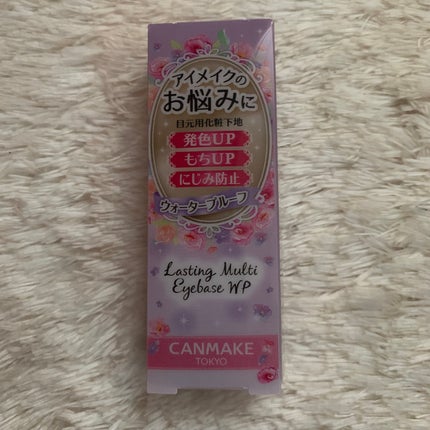 アイメイクの
お悩みに
目元用化粧下地
発色UP
もちUP
にじみ防止
ウォータープルーフ
Lasting Multi
Eyebase WP
CANMAKE
TOKYO